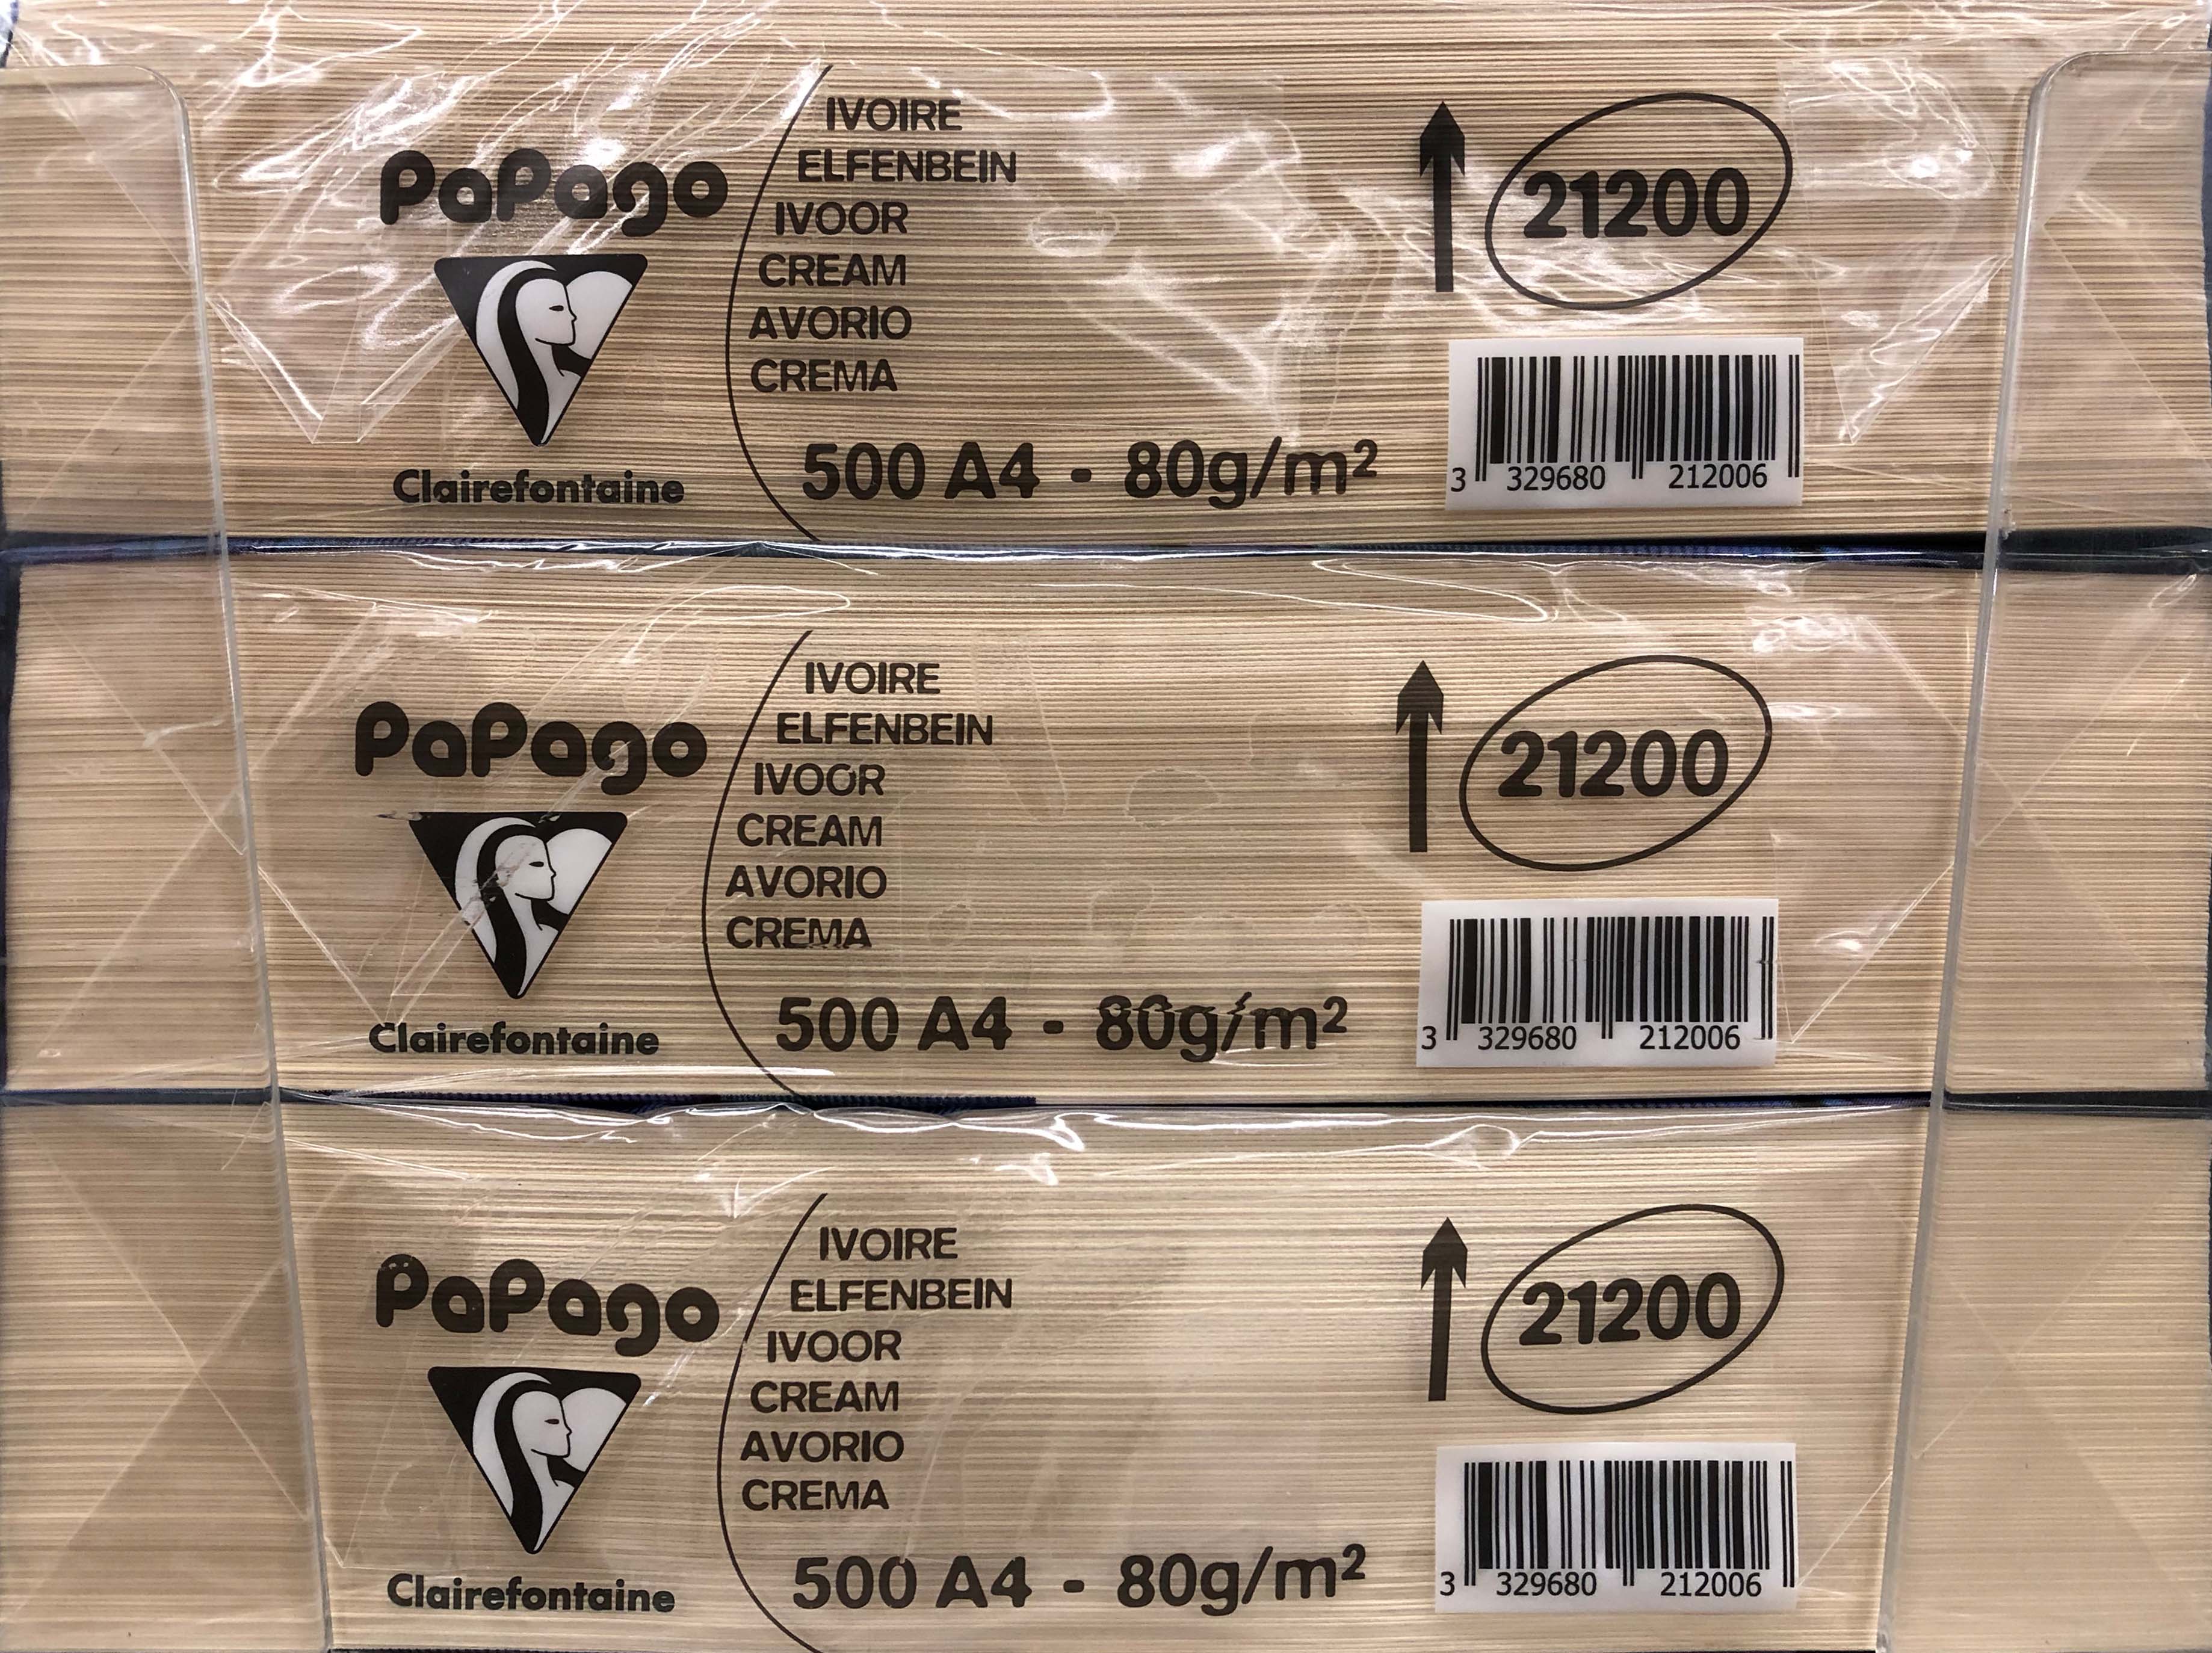 PaPago
Clairefontaine
IVOIRE
ELFENBEIN
IVOOR
CREAM
AVORIO
CREMA
500 A4 - 80g/m²
21200
3 329680 212006
PaPago
Clairefontaine
IVOIRE
ELFENBEIN
IVOOR
CREAM
AVORIO
CREMA
500 A4 - 80g/m²
21200
3 329680 212006
PaPago
Clairefontaine
IVOIRE
ELFENBEIN
IVOOR
CREAM
AVORIO
CREMA
500 A4 - 80g/m²
21200
3 329680 212006